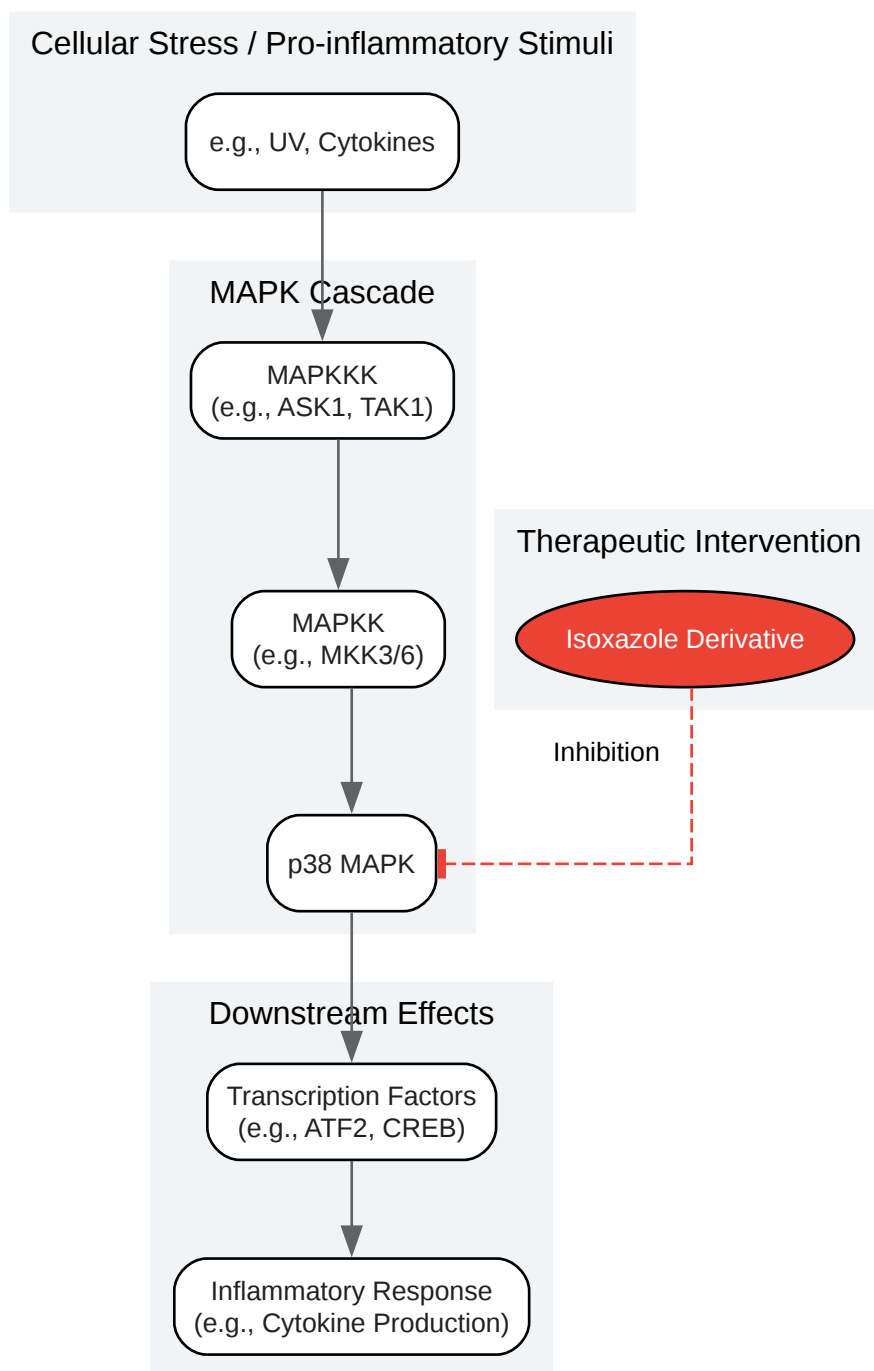 Cellular Stress / Pro-inflammatory Stimuli
e.g., UV, Cytokines
MAPK Cascade
MAPKKK
(e.g., ASK1, TAK1)
MAPKK
(e.g., MKK3/6)
Therapeutic Intervention
Isoxazole Derivative
Inhibition
p38 MAPK
Downstream Effects
Transcription Factors
(e.g., ATF2, CREB)
Inflammatory Response
(e.g., Cytokine Production)